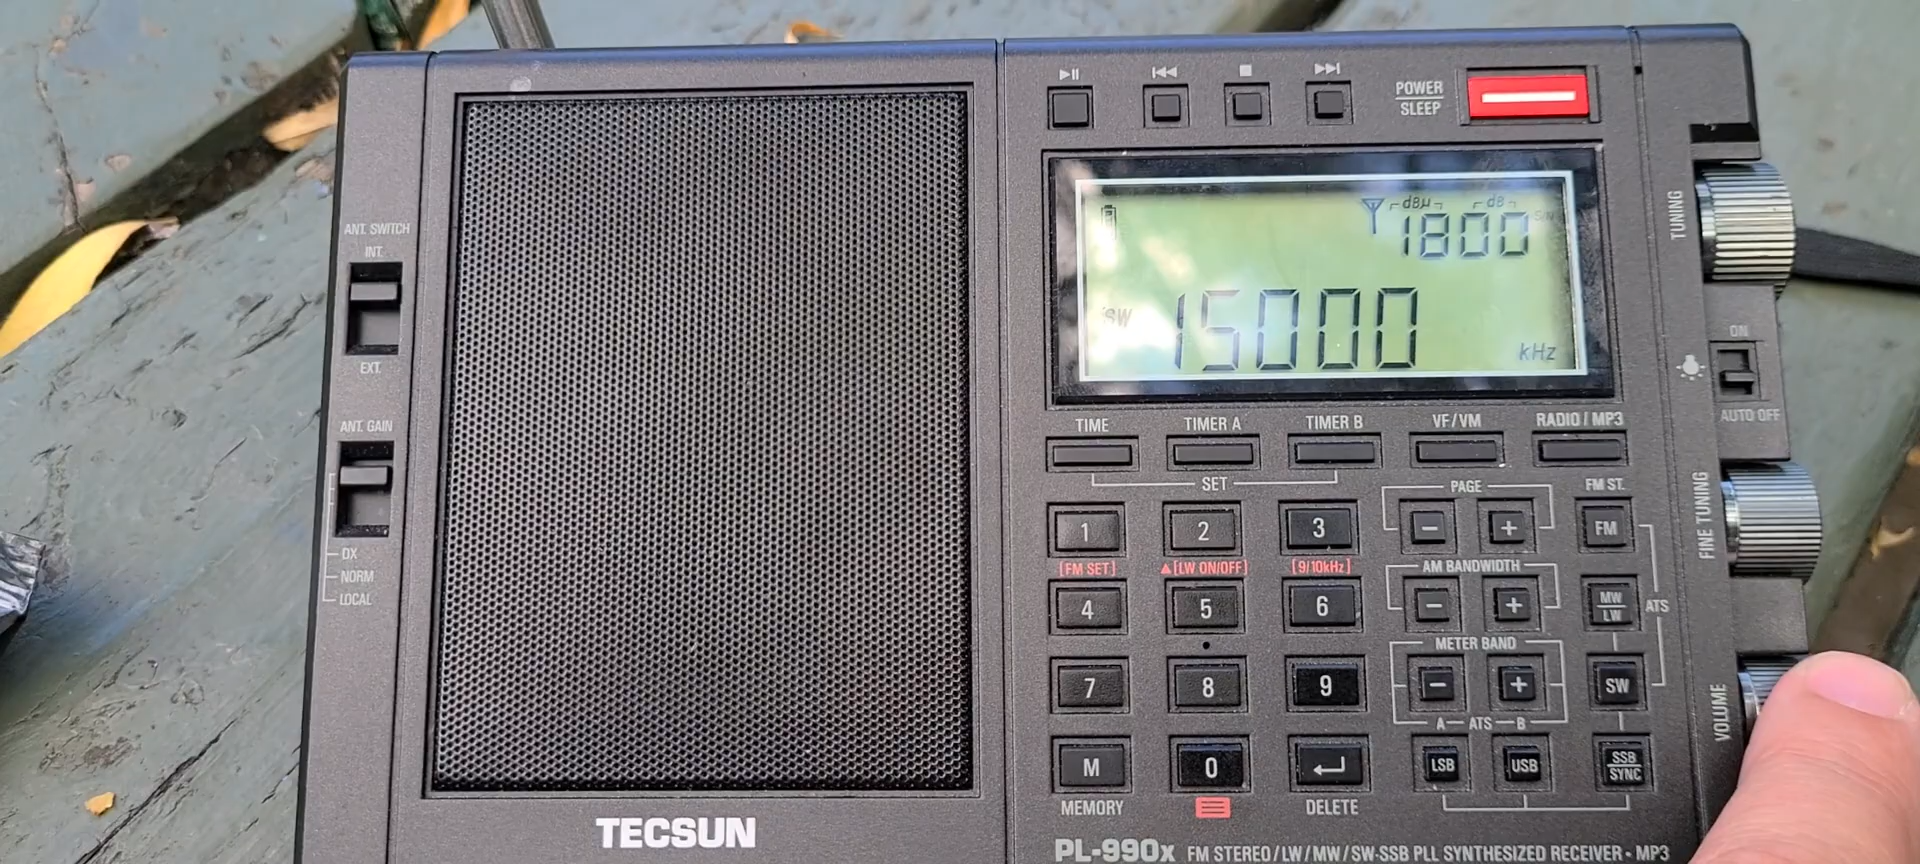 POWER
SLEEP
ANT. SWITCH
INT.
EXT.
ANT. GAIN
DX
NORM
LOCAL
TECSUN
dBµ dB S/N
1800
SW 15000 kHz
TUNING
ON
AUTO OFF
FINE TUNING
VOLUME
TIME TIMER A TIMER B VF/VM RADIO / MP3
SET
PAGE FM ST.
1 2 3 - + FM
[FM SET] ▲[LW ON/OFF] [9/10kHz] AM BANDWIDTH
4 5 6 - + MW LW ATS
METER BAND
7 8 9 - + SW
A ATS B
M 0 LSB USB SSB SYNC
MEMORY DELETE
PL-990x FM STEREO/LW/MW/SW-SSB PLL SYNTHESIZED RECEIVER - MP3